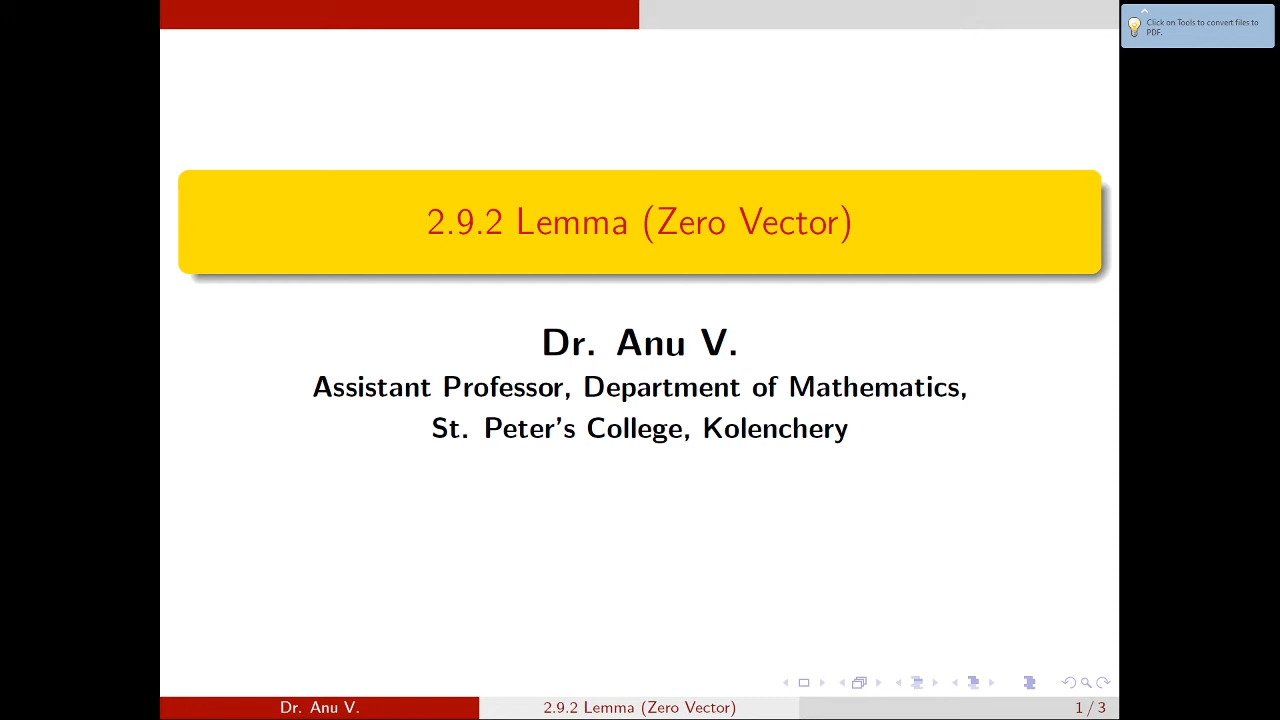 Click on Tools to convert files to
PDF.
2.9.2 Lemma (Zero Vector)
Dr. Anu V.
Assistant Professor, Department of Mathematics,
St. Peter's College, Kolenchery
Dr. Anu V.
2.9.2 Lemma (Zero Vector)
1 / 3